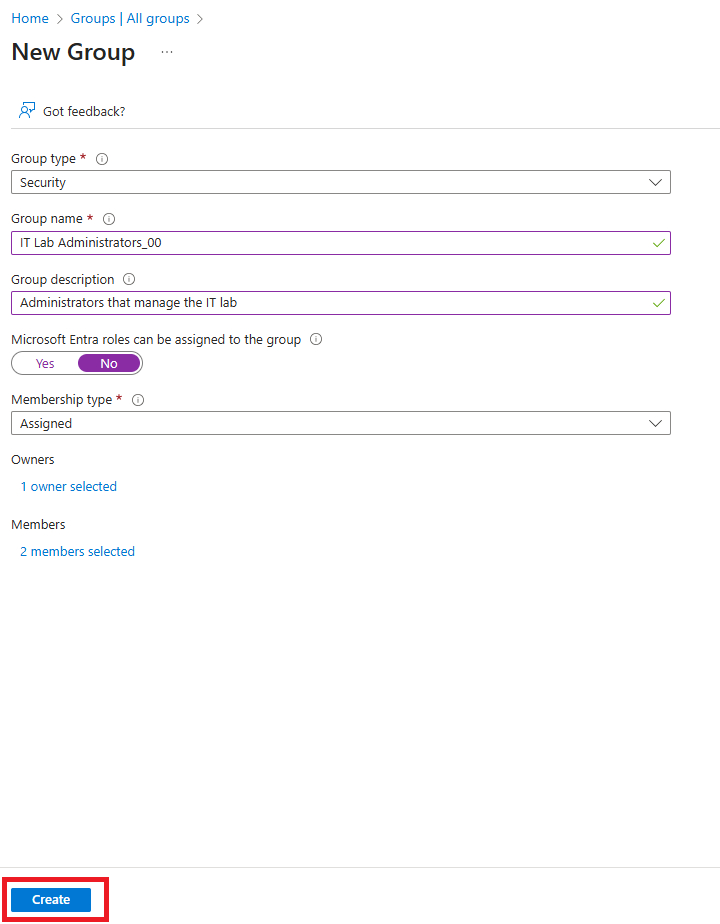 Home > Groups | All groups >
New Group ...
Got feedback?
Group type *
Security
Group name *
IT Lab Administrators_00
Group description
Administrators that manage the IT lab
Microsoft Entra roles can be assigned to the group
Yes No
Membership type *
Assigned
Owners
1 owner selected
Members
2 members selected
Create